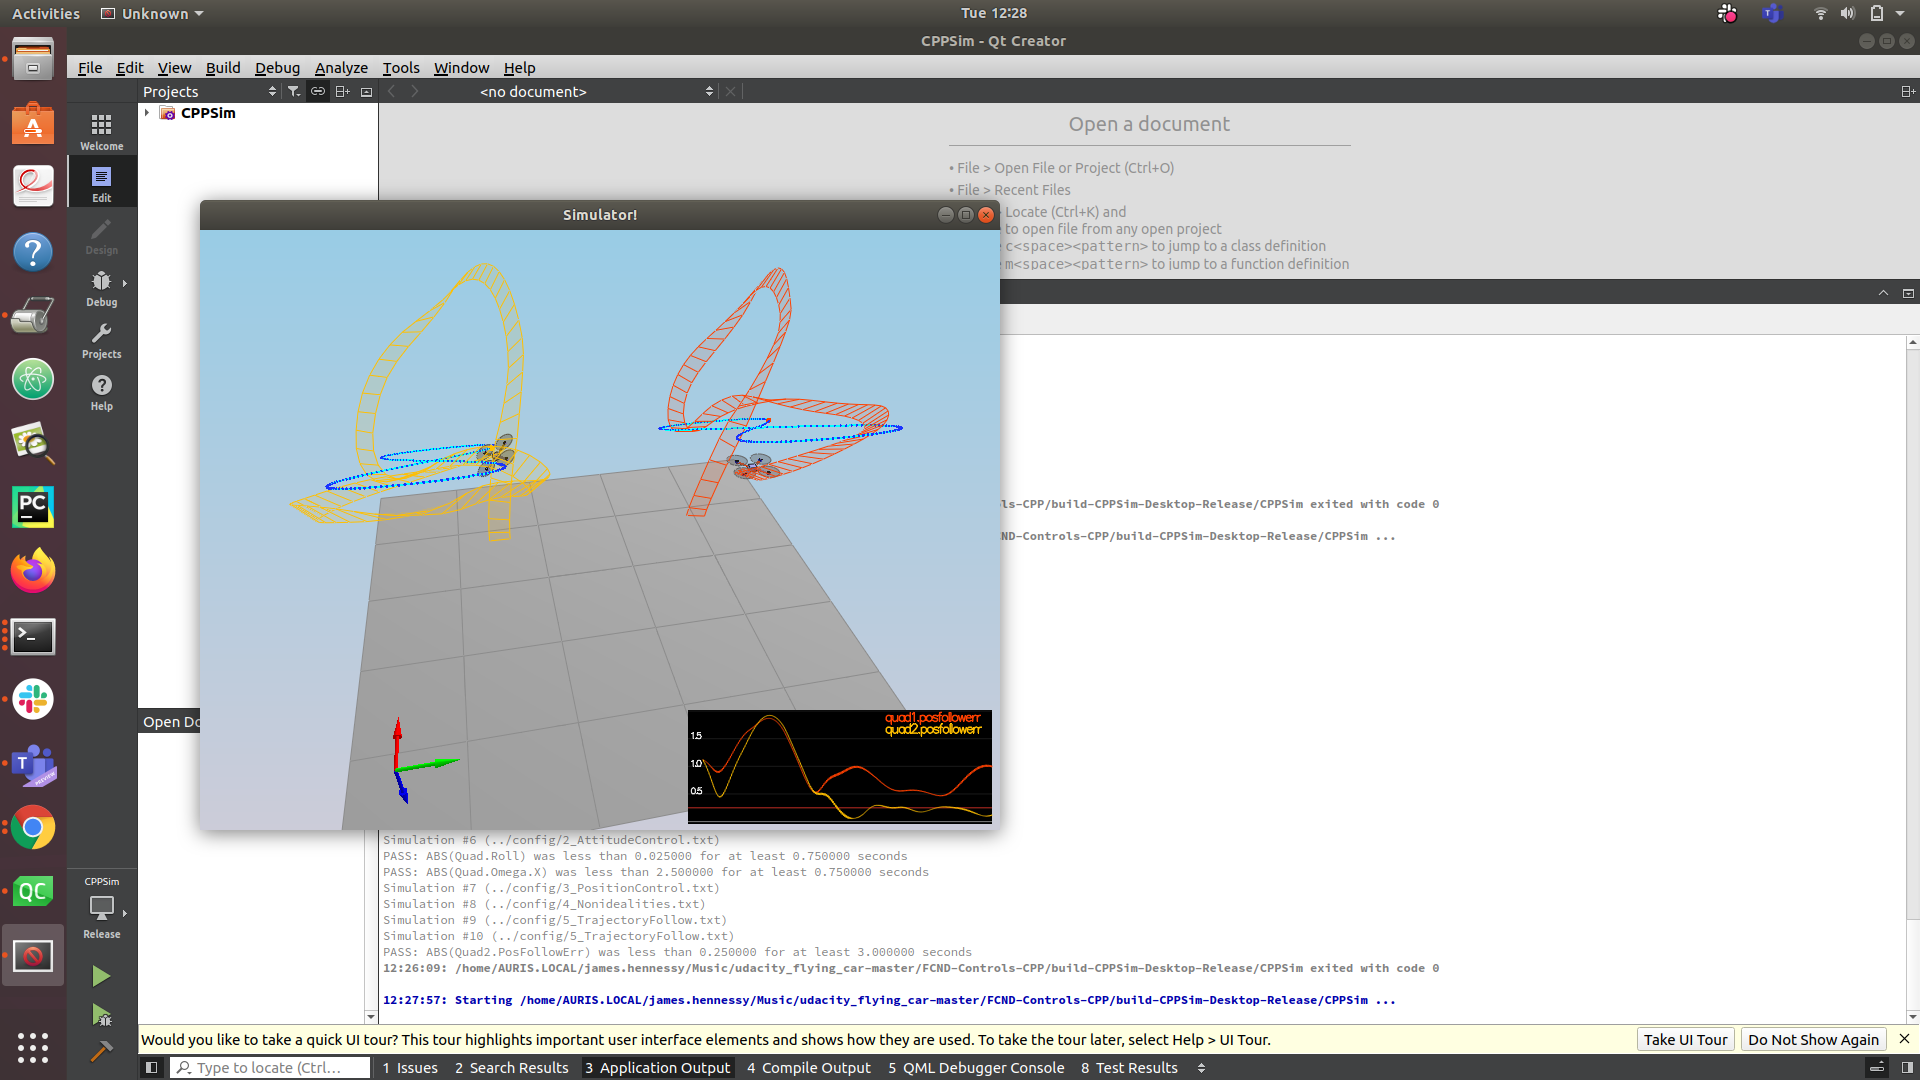 Activities
Unknown
Tue 12:28
CPPSim - Qt Creator
File Edit View Build Debug Analyze Tools Window Help
Projects
<no document>
CPPSim
Welcome
Edit
Design
Debug
Projects
Help
Open a document
• File > Open File or Project (Ctrl+O)
• File > Recent Files
Locate (Ctrl+K) and
to open file from any open project
c<space><pattern> to jump to a class definition
m<space><pattern> to jump to a function definition
Simulator!
quad1.posfollowerr
quad2.posfollowerr
1.5
1.0
0.5
ls-CPP/build-CPPSim-Desktop-Release/CPPSim exited with code 0
ND-Controls-CPP/build-CPPSim-Desktop-Release/CPPSim ...
Open Do
Simulation #6 (../config/2_AttitudeControl.txt)
PASS: ABS(Quad.Roll) was less than 0.025000 for at least 0.750000 seconds
PASS: ABS(Quad.Omega.X) was less than 2.500000 for at least 0.750000 seconds
Simulation #7 (../config/3_PositionControl.txt)
Simulation #8 (../config/4_Nonidealities.txt)
Simulation #9 (../config/5_TrajectoryFollow.txt)
Simulation #10 (../config/5_TrajectoryFollow.txt)
PASS: ABS(Quad2.PosFollowErr) was less than 0.250000 for at least 3.000000 seconds
12:26:09: /home/AURIS.LOCAL/james.hennessy/Music/udacity_flying_car-master/FCND-Controls-CPP/build-CPPSim-Desktop-Release/CPPSim exited with code 0
12:27:57: Starting /home/AURIS.LOCAL/james.hennessy/Music/udacity_flying_car-master/FCND-Controls-CPP/build-CPPSim-Desktop-Release/CPPSim ...
CPPSim
Release
Would you like to take a quick UI tour? This tour highlights important user interface elements and shows how they are used. To take the tour later, select Help > UI Tour.
Take UI Tour
Do Not Show Again
Type to locate (Ctrl...
1 Issues
2 Search Results
3 Application Output
4 Compile Output
5 QML Debugger Console
8 Test Results
PC
QC
T
PREVIEW